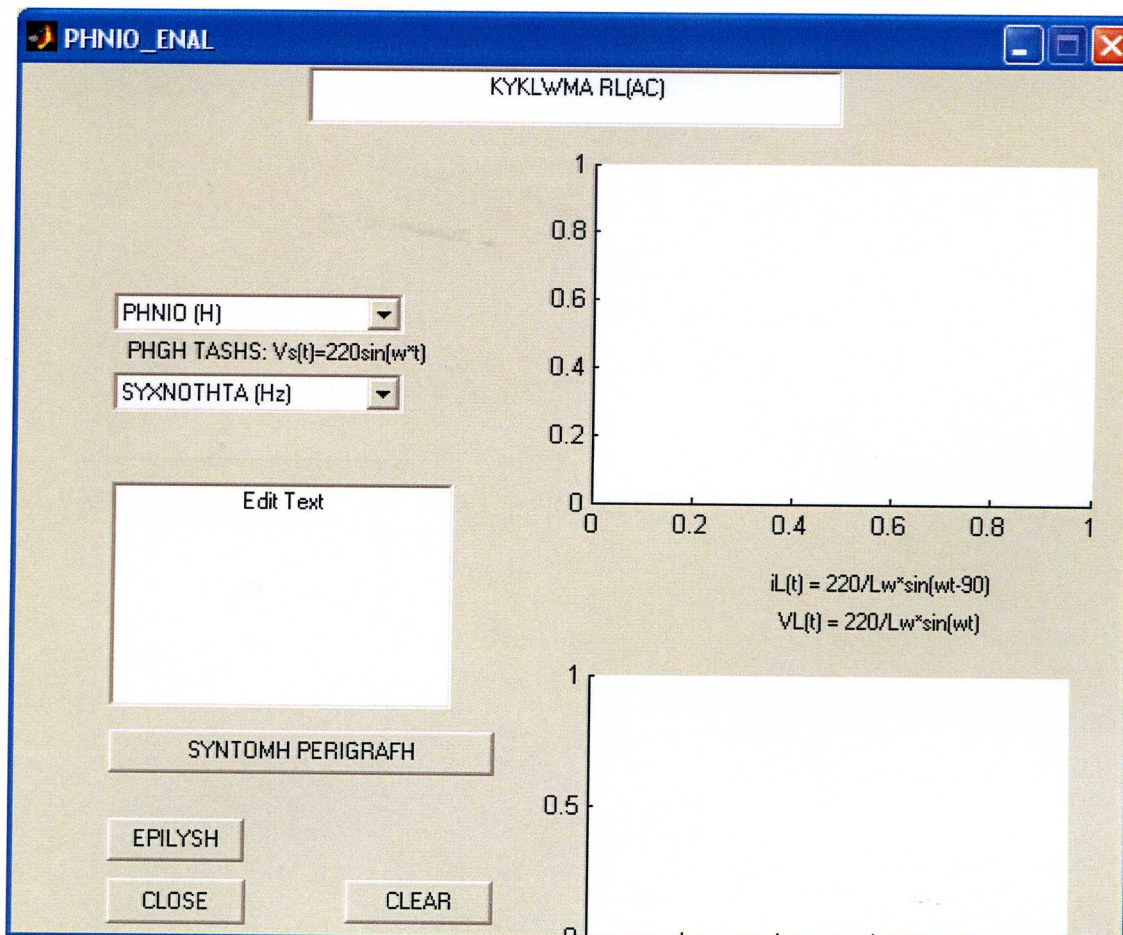 PHNIO_ENAL
KYKLWMA RL(AC)
PHNIO (H)
PHGH TASHS: Vs(t)=220sin(w*t)
SYXNOTHTA (Hz)
Edit Text
SYNTOMH PERIGRAFH
EPILYSH
CLOSE
CLEAR
1
0.8
0.6
0.4
0.2
0
0 0.2 0.4 0.6 0.8 1
iL(t) = 220/Lw*sin(wt-90)
VL(t) = 220/Lw*sin(wt)
1
0.5
0